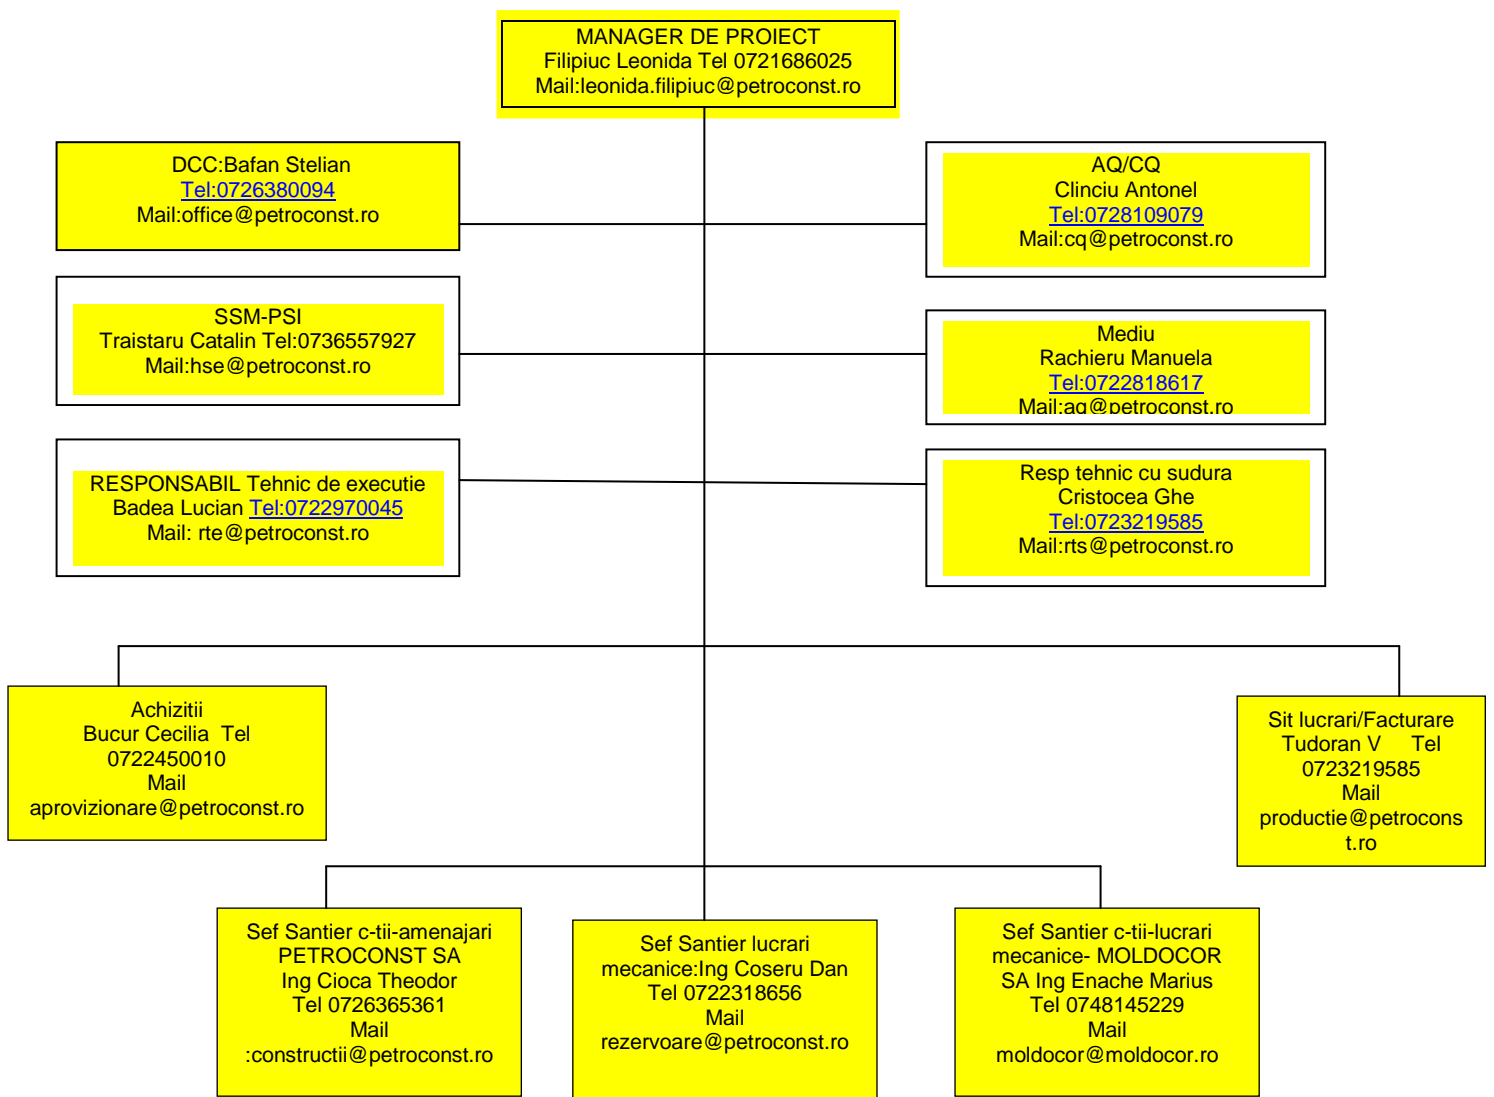 MANAGER DE PROIECT
Filipiuc Leonida Tel 0721686025
Mail:leonida.filipiuc@petroconst.ro
DCC:Bafan Stelian
Tel:0726380094
Mail:office@petroconst.ro
AQ/CQ
Clinciu Antonel
Tel:0728109079
Mail:cq@petroconst.ro
SSM-PSI
Traistaru Catalin Tel:0736557927
Mail:hse@petroconst.ro
Mediu
Rachieru Manuela
Tel:0722818617
Mail:aq@petroconst.ro
RESPONSABIL Tehnic de executie
Badea Lucian Tel:0722970045
Mail: rte@petroconst.ro
Resp tehnic cu sudura
Cristocea Ghe
Tel:0723219585
Mail:rts@petroconst.ro
Achizitii
Bucur Cecilia Tel
0722450010
Mail
aprovizionare@petroconst.ro
Sit lucrari/Facturare
Tudoran V Tel
0723219585
Mail
productie@petrocons
t.ro
Sef Santier c-tii-amenajari
PETROCONST SA
Ing Cioca Theodor
Tel 0726365361
Mail
:constructii@petroconst.ro
Sef Santier lucrari
mecanice:Ing Coseru Dan
Tel 0722318656
Mail
rezervoare@petroconst.ro
Sef Santier c-tii-lucrari
mecanice- MOLDOCOR
SA Ing Enache Marius
Tel 0748145229
Mail
moldocor@moldocor.ro